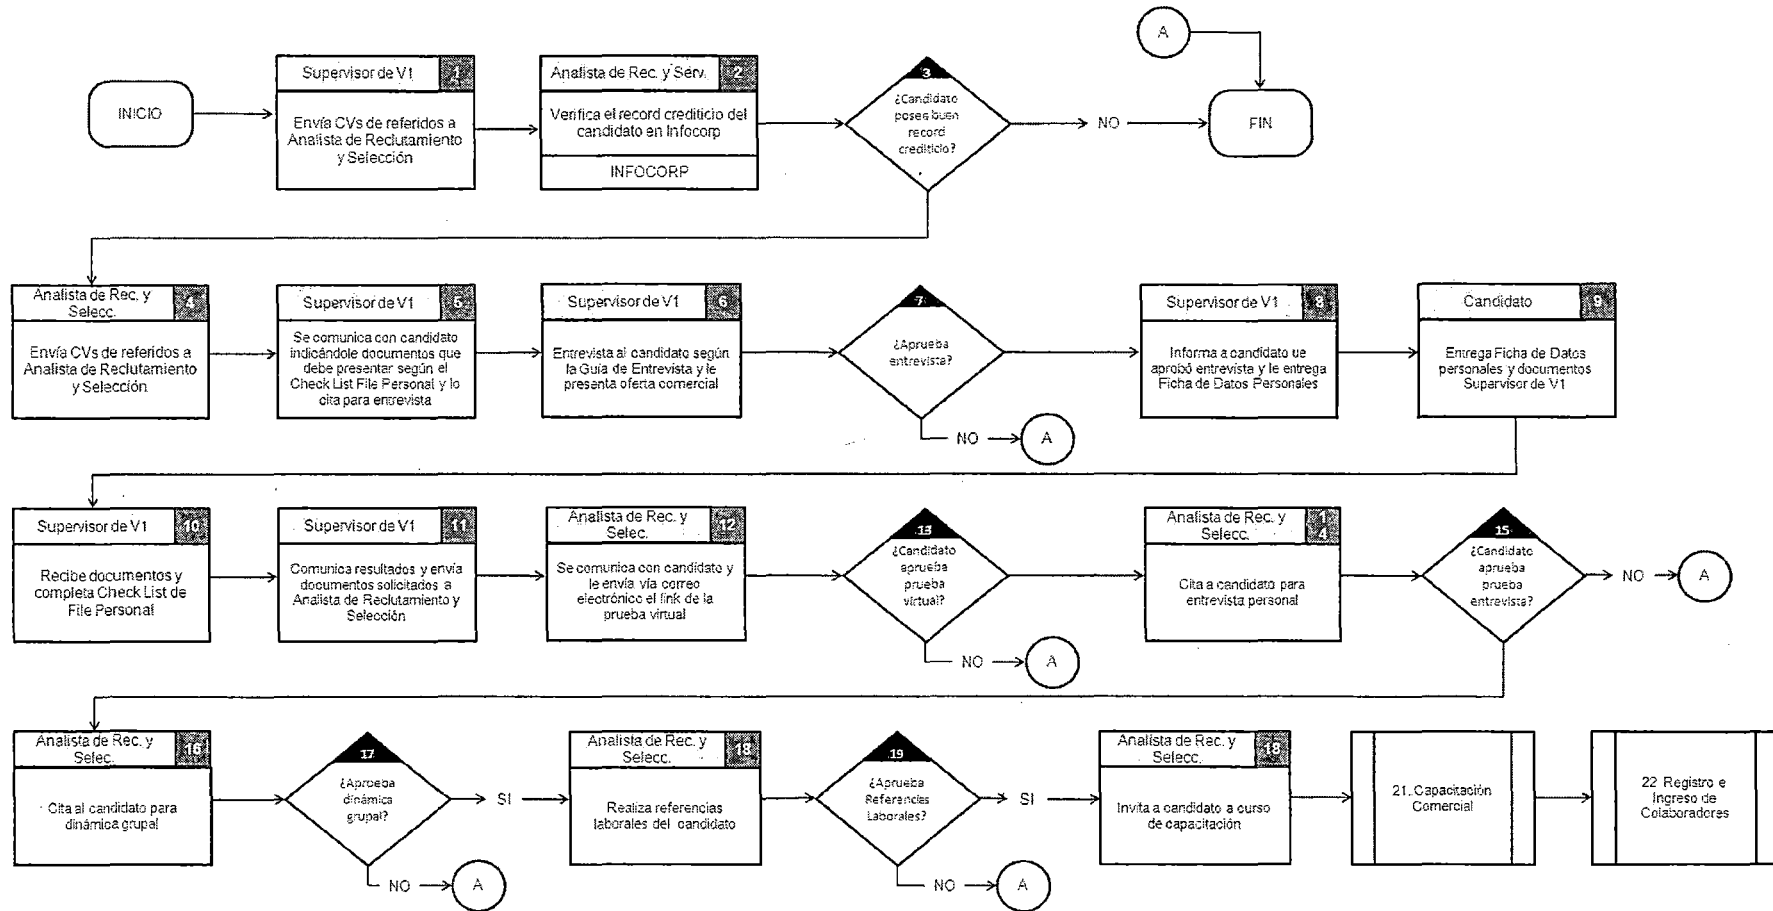 A
INICIO
Supervisor de V1
1
Envía CVs de referidos a
Analista de Reclutamiento
y Selección
Analista de Rec. y Serv.
2
Verifica el record crediticio del
candidato en Infocorp
INFOCORP
3
¿Candidato
posee buen
record
crediticio?
NO
FIN
Analista de Rec. y
Selecc.
4
Envía CVs de referidos a
Analista de Reclutamiento
y Selección
Supervisor de V1
5
Se comunica con candidato
indicándole documentos que
debe presentar según el
Check List File Personal y lo
cita para entrevista
Supervisor de V1
6
Entrevista al candidato según
la Guía de Entrevista y le
presenta oferta comercial
7
¿Aprueba
entrevista?
NO
A
Supervisor de V1
8
Informa a candidato ue
aprobó entrevista y le entrega
Ficha de Datos Personales
Candidato
9
Entrega Ficha de Datos
personales y documentos
Supervisor de V1
Supervisor de V1
10
Recibe documentos y
completa Check List de
File Personal
Supervisor de V1
11
Comunica resultados y envía
documentos solicitados a
Analista de Reclutamiento y
Selección
Analista de Rec. y
Selec.
12
Se comunica con candidato y
le envía vía correo
electrónico el link de la
prueba virtual
13
¿Candidato
aprueba
prueba
virtual?
NO
A
Analista de Rec. y
Selecc.
1
4
Cita a candidato para
entrevista personal
15
¿Candidato
aprueba
prueba
entrevista?
NO
A
Analista de Rec. y
Selec.
16
Cita al candidato para
dinámica grupal
17
¿Aprueba
dinámica
grupal?
SI
NO
A
Analista de Rec. y
Selecc.
18
Realiza referencias
laborales del candidato
19
¿Aprueba
Referencies
Laborales?
SI
NO
A
Analista de Rec. y
Selecc.
18
Invita a candidato a curso
de capacitación
21. Capacitación
Comercial
22 Registro e
Ingreso de
Colaboradores